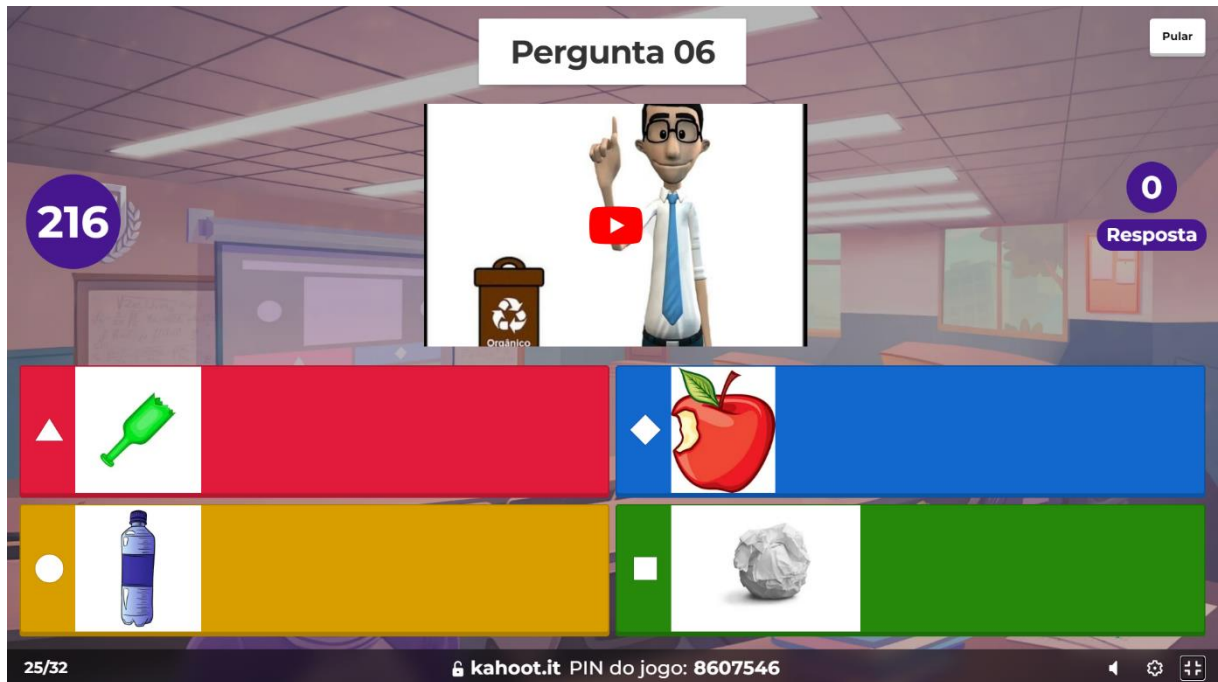 Pergunta 06
Pular
216
0
Resposta
Orgânico
25/32
kahoot.it PIN do jogo: 8607546